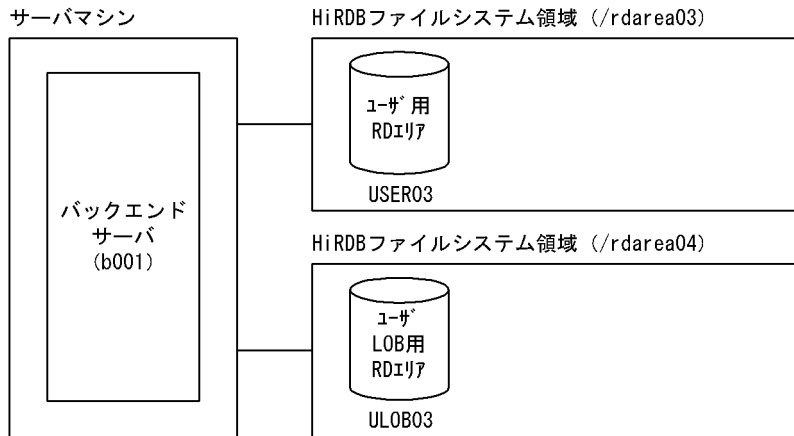 サーバマシン
HiRDBファイルシステム領域（/rdarea03）
ﾕｰｻﾞ用
RDｴﾘｱ
USER03
バックエンド
サーバ
（b001）
HiRDBファイルシステム領域（/rdarea04）
ﾕｰｻﾞ
LOB用
RDｴﾘｱ
ULOB03